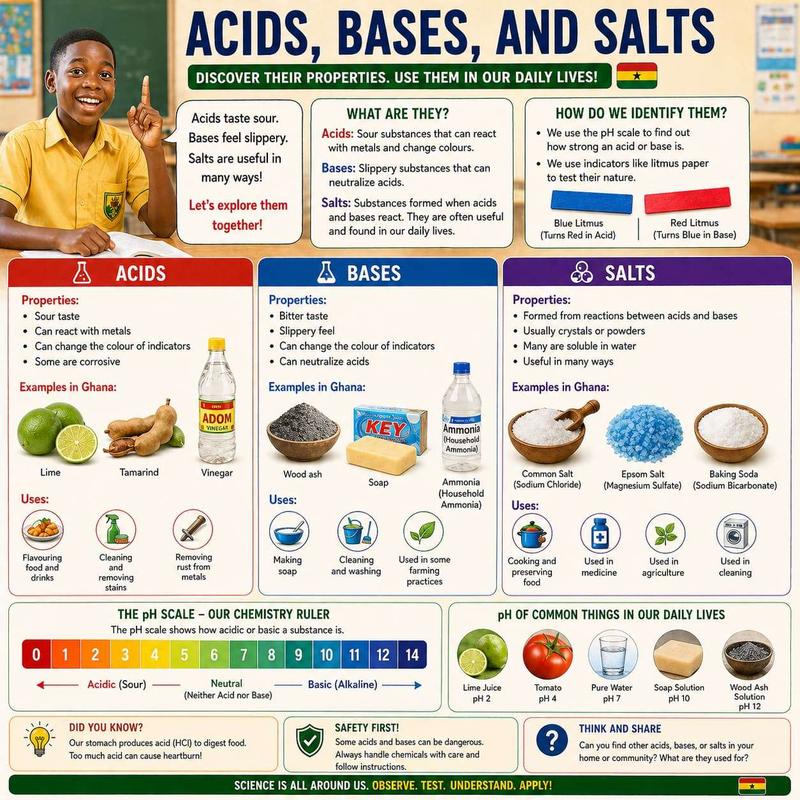 ACIDS, BASES, AND SALTS
DISCOVER THEIR PROPERTIES. USE THEM IN OUR DAILY LIVES!
Acids taste sour.
Bases feel slippery.
Salts are useful in
many ways!
Let's explore them
together!
WHAT ARE THEY?
Acids: Sour substances that can react
with metals and change colours.
Bases: Slippery substances that can
neutralize acids.
Salts: Substances formed when acids
and bases react. They are often useful
and found in our daily lives.
HOW DO WE IDENTIFY THEM?
• We use the pH scale to find out
how strong an acid or base is.
• We use indicators like litmus paper
to test their nature.
Blue Litmus
(Turns Red in Acid)
Red Litmus
(Turns Blue in Base)
ACIDS
Properties:
• Sour taste
• Can react with metals
• Can change the colour of indicators
• Some are corrosive
Examples in Ghana:
ADOM
VINEGAR
Lime
Tamarind
Vinegar
Uses:
Flavouring
food and
drinks
Cleaning
and
removing
stains
Removing
rust from
metals
BASES
Properties:
• Bitter taste
• Slippery feel
• Can change the colour of indicators
• Can neutralize acids
Examples in Ghana:
KEY
Ammonia
(Household
Ammonia)
Wood ash
Soap
Ammonia
(Household
Ammonia)
Uses:
Making
soap
Cleaning
and washing
Used in some
farming
practices
SALTS
Properties:
• Formed from reactions between acids and bases
• Usually crystals or powders
• Many are soluble in water
• Useful in many ways
Examples in Ghana:
Common Salt
(Sodium Chloride)
Epsom Salt
(Magnesium Sulfate)
Baking Soda
(Sodium Bicarbonate)
Uses:
Cooking and
preserving
food
Used in
medicine
Used in
agriculture
Used in
cleaning
THE pH SCALE – OUR CHEMISTRY RULER
The pH scale shows how acidic or basic a substance is.
0 1 2 3 4 5 6 7 8 9 10 11 12 14
Acidic (Sour)
Neutral
(Neither Acid nor Base)
Basic (Alkaline)
pH OF COMMON THINGS IN OUR DAILY LIVES
Lime Juice
pH 2
Tomato
pH 4
Pure Water
pH 7
Soap Solution
pH 10
Wood Ash
Solution
pH 12
DID YOU KNOW?
Our stomach produces acid (HCl) to digest food.
Too much acid can cause heartburn!
SAFETY FIRST!
Some acids and bases can be dangerous.
Always handle chemicals with care and
follow instructions.
THINK AND SHARE
Can you find other acids, bases, or salts in your
home or community? What are they used for?
SCIENCE IS ALL AROUND US. OBSERVE. TEST. UNDERSTAND. APPLY!